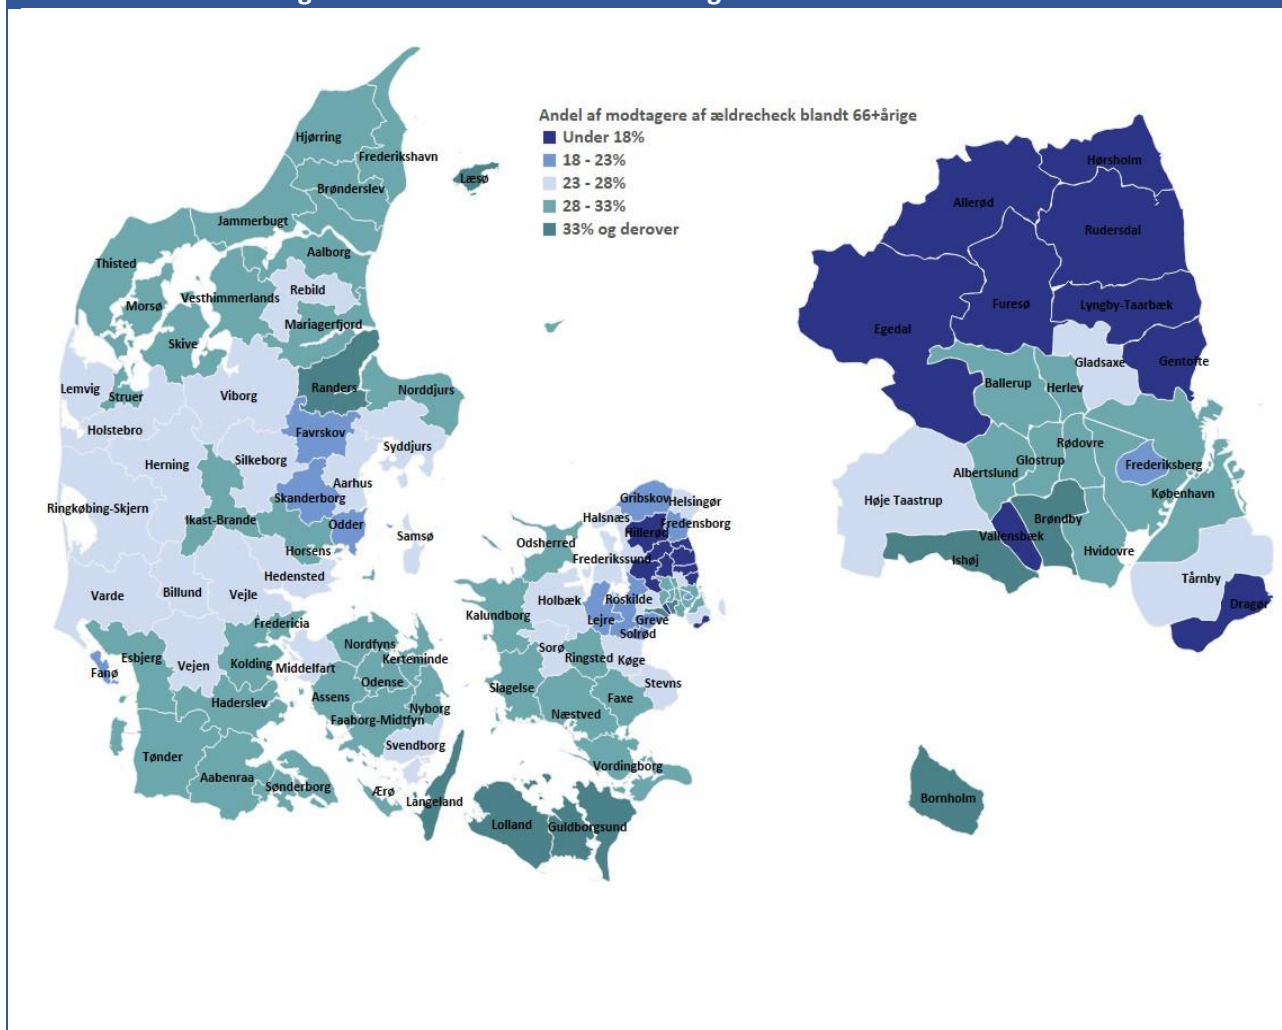 Andel af modtagere af ældrecheck blandt 66+årige
Under 18%
18 - 23%
23 - 28%
28 - 33%
33% og derover
Hjørring
Frederikshavn
Læsø
Brønderslev
Jammerbugt
Aalborg
Thisted
Rebild
Vesthimmerlands
Morsø
Mariagerfjord
Skive
Randers
Norddjurs
Lemvig
Struer
Viborg
Holstebro
Favrskov
Syddjurs
Silkeborg
Herning
Aarhus
Skanderborg
Ringkøbing-Skjern
Ikast-Brande
Odder
Samsø
Horsens
Hedensted
Varde
Billund
Vejle
Fredericia
Esbjerg
Fanø
Vejen
Kolding
Middelfart
Nordfyns
Kerteminde
Odense
Assens
Haderslev
Nyborg
Faaborg-Midtfyn
Svendborg
Tønder
Aabenraa
Sønderborg
Ærø
Langeland
Gribskov
Helsingør
Halsnæs
Fredensborg
Hillerød
Odsherred
Frederikssund
Holbæk
Roskilde
Kalundborg
Lejre
Greve
Solrød
Sorø
Ringsted
Køge
Stevns
Slagelse
Faxe
Næstved
Vordingborg
Lolland
Guldborgsund
Hørsholm
Allerød
Rudersdal
Furesø
Lyngby-Taarbæk
Egedal
Gladsaxe
Gentofte
Ballerup
Herlev
Rødovre
Glostrup
Frederiksberg
Albertslund
København
Høje Taastrup
Brøndby
Vallensbæk
Hvidovre
Ishøj
Tårnby
Dragør
Bornholm